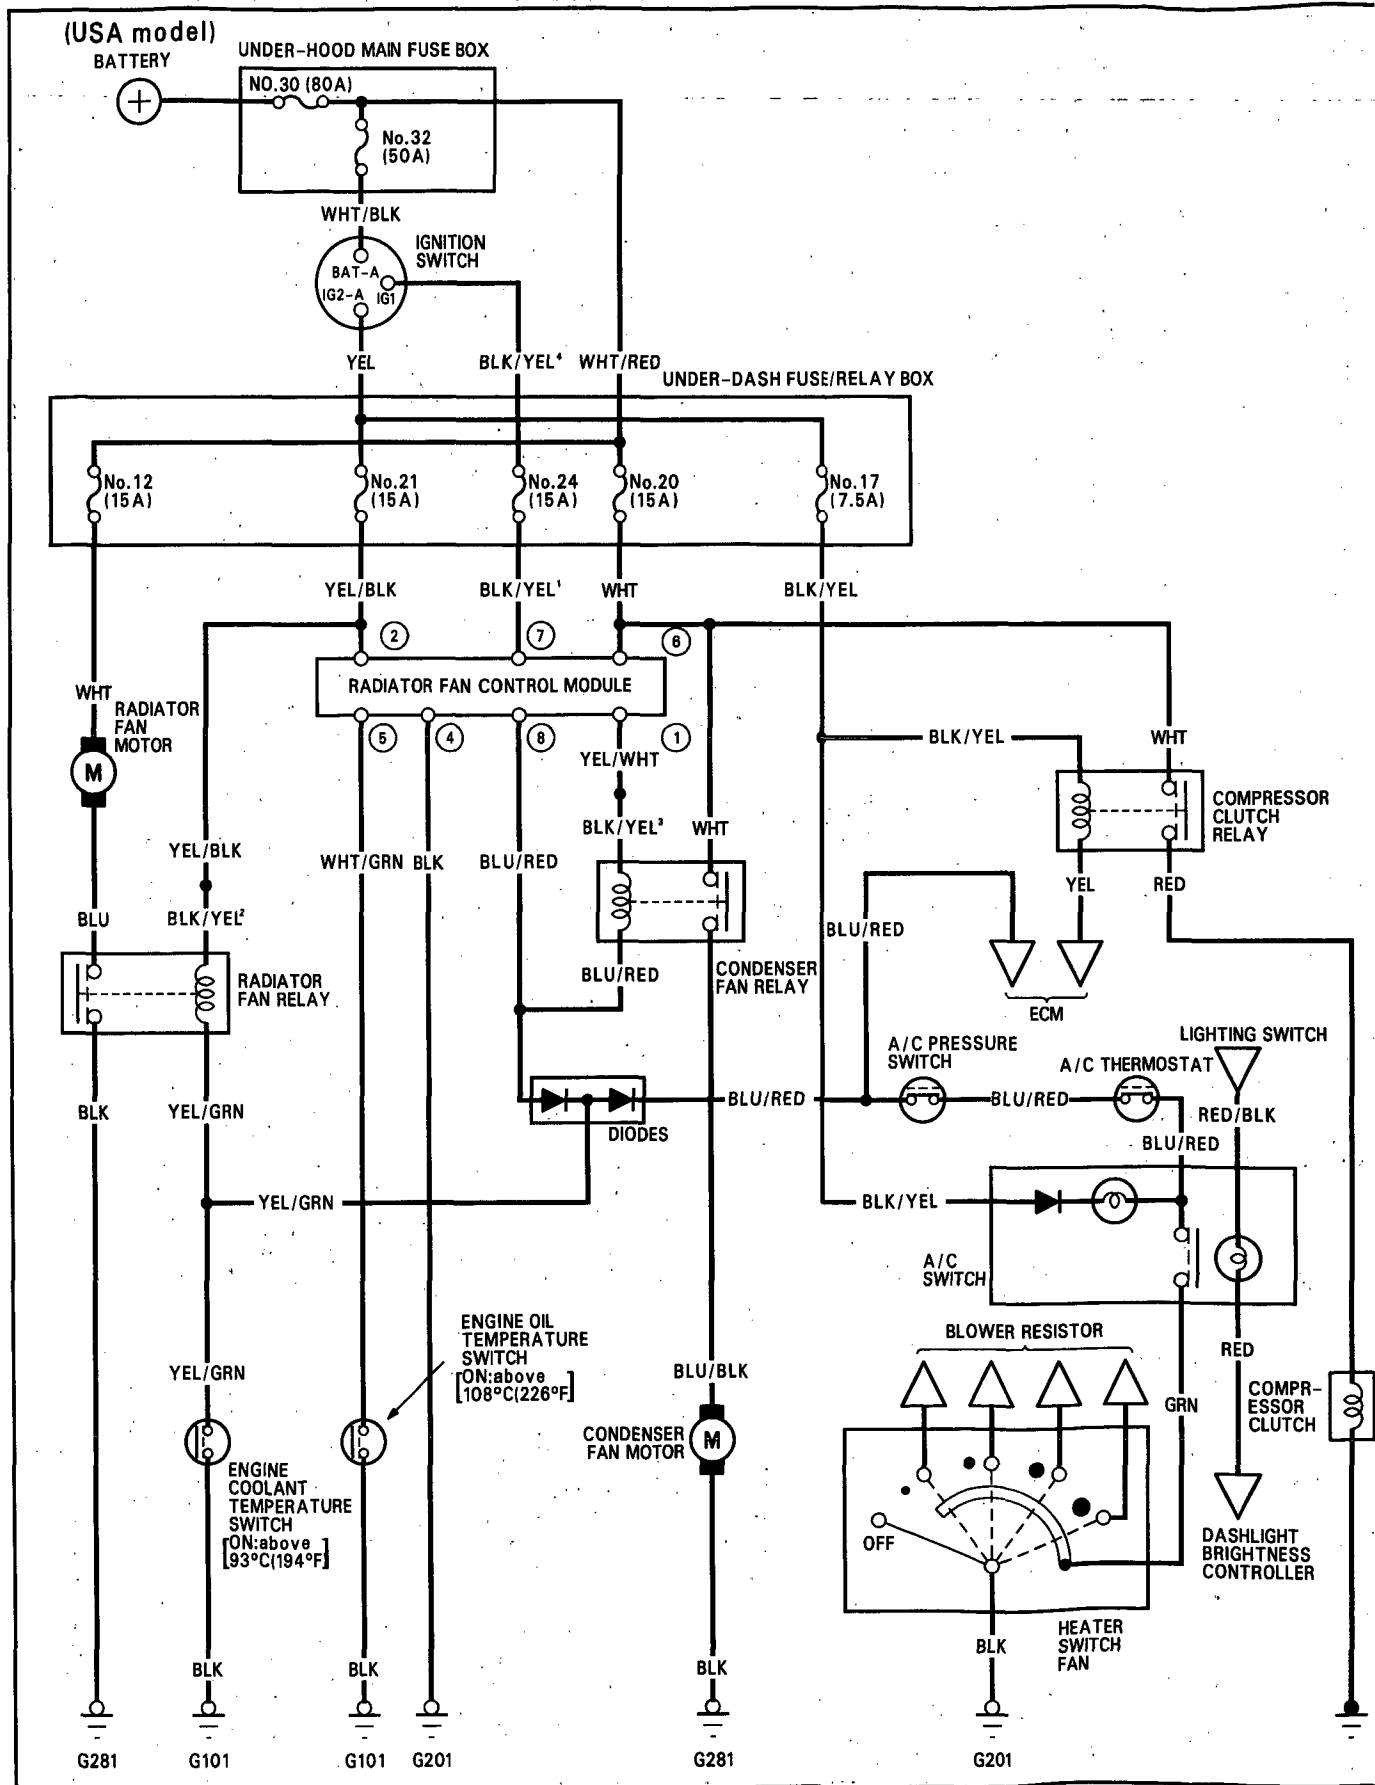 (USA model)
BATTERY
UNDER-HOOD MAIN FUSE BOX
NO.30 (80A)
No.32
(50A)
WHT/BLK
IGNITION
SWITCH
BAT-A
IG2-A
IG1
YEL
BLK/YEL⁴
WHT/RED
UNDER-DASH FUSE/RELAY BOX
No.12
(15A)
No.21
(15A)
No.24
(15A)
No.20
(15A)
No.17
(7.5A)
YEL/BLK
BLK/YEL¹
WHT
BLK/YEL
2
7
6
RADIATOR FAN CONTROL MODULE
5
4
8
1
WHT
RADIATOR
FAN
MOTOR
M
YEL/WHT
BLK/YEL
WHT
COMPRESSOR
CLUTCH
RELAY
YEL/BLK
WHT/GRN
BLK
BLU/RED
BLK/YEL³
WHT
YEL
RED
BLU
BLK/YEL²
BLU/RED
RADIATOR
FAN RELAY
BLU/RED
CONDENSER
FAN RELAY
ECM
LIGHTING SWITCH
A/C PRESSURE
SWITCH
A/C THERMOSTAT
BLK
YEL/GRN
DIODES
BLU/RED
BLU/RED
RED/BLK
BLU/RED
YEL/GRN
BLK/YEL
A/C
SWITCH
ENGINE OIL
TEMPERATURE
SWITCH
[ON:above
108°C(226°F]
BLOWER RESISTOR
RED
YEL/GRN
BLU/BLK
GRN
COMPR-
ESSOR
CLUTCH
CONDENSER
FAN MOTOR
M
ENGINE
COOLANT
TEMPERATURE
SWITCH
[ON:above
93°C(194°F]
OFF
DASHLIGHT
BRIGHTNESS
CONTROLLER
HEATER
SWITCH
FAN
BLK
BLK
BLK
BLK
G281
G101
G101
G201
G281
G201